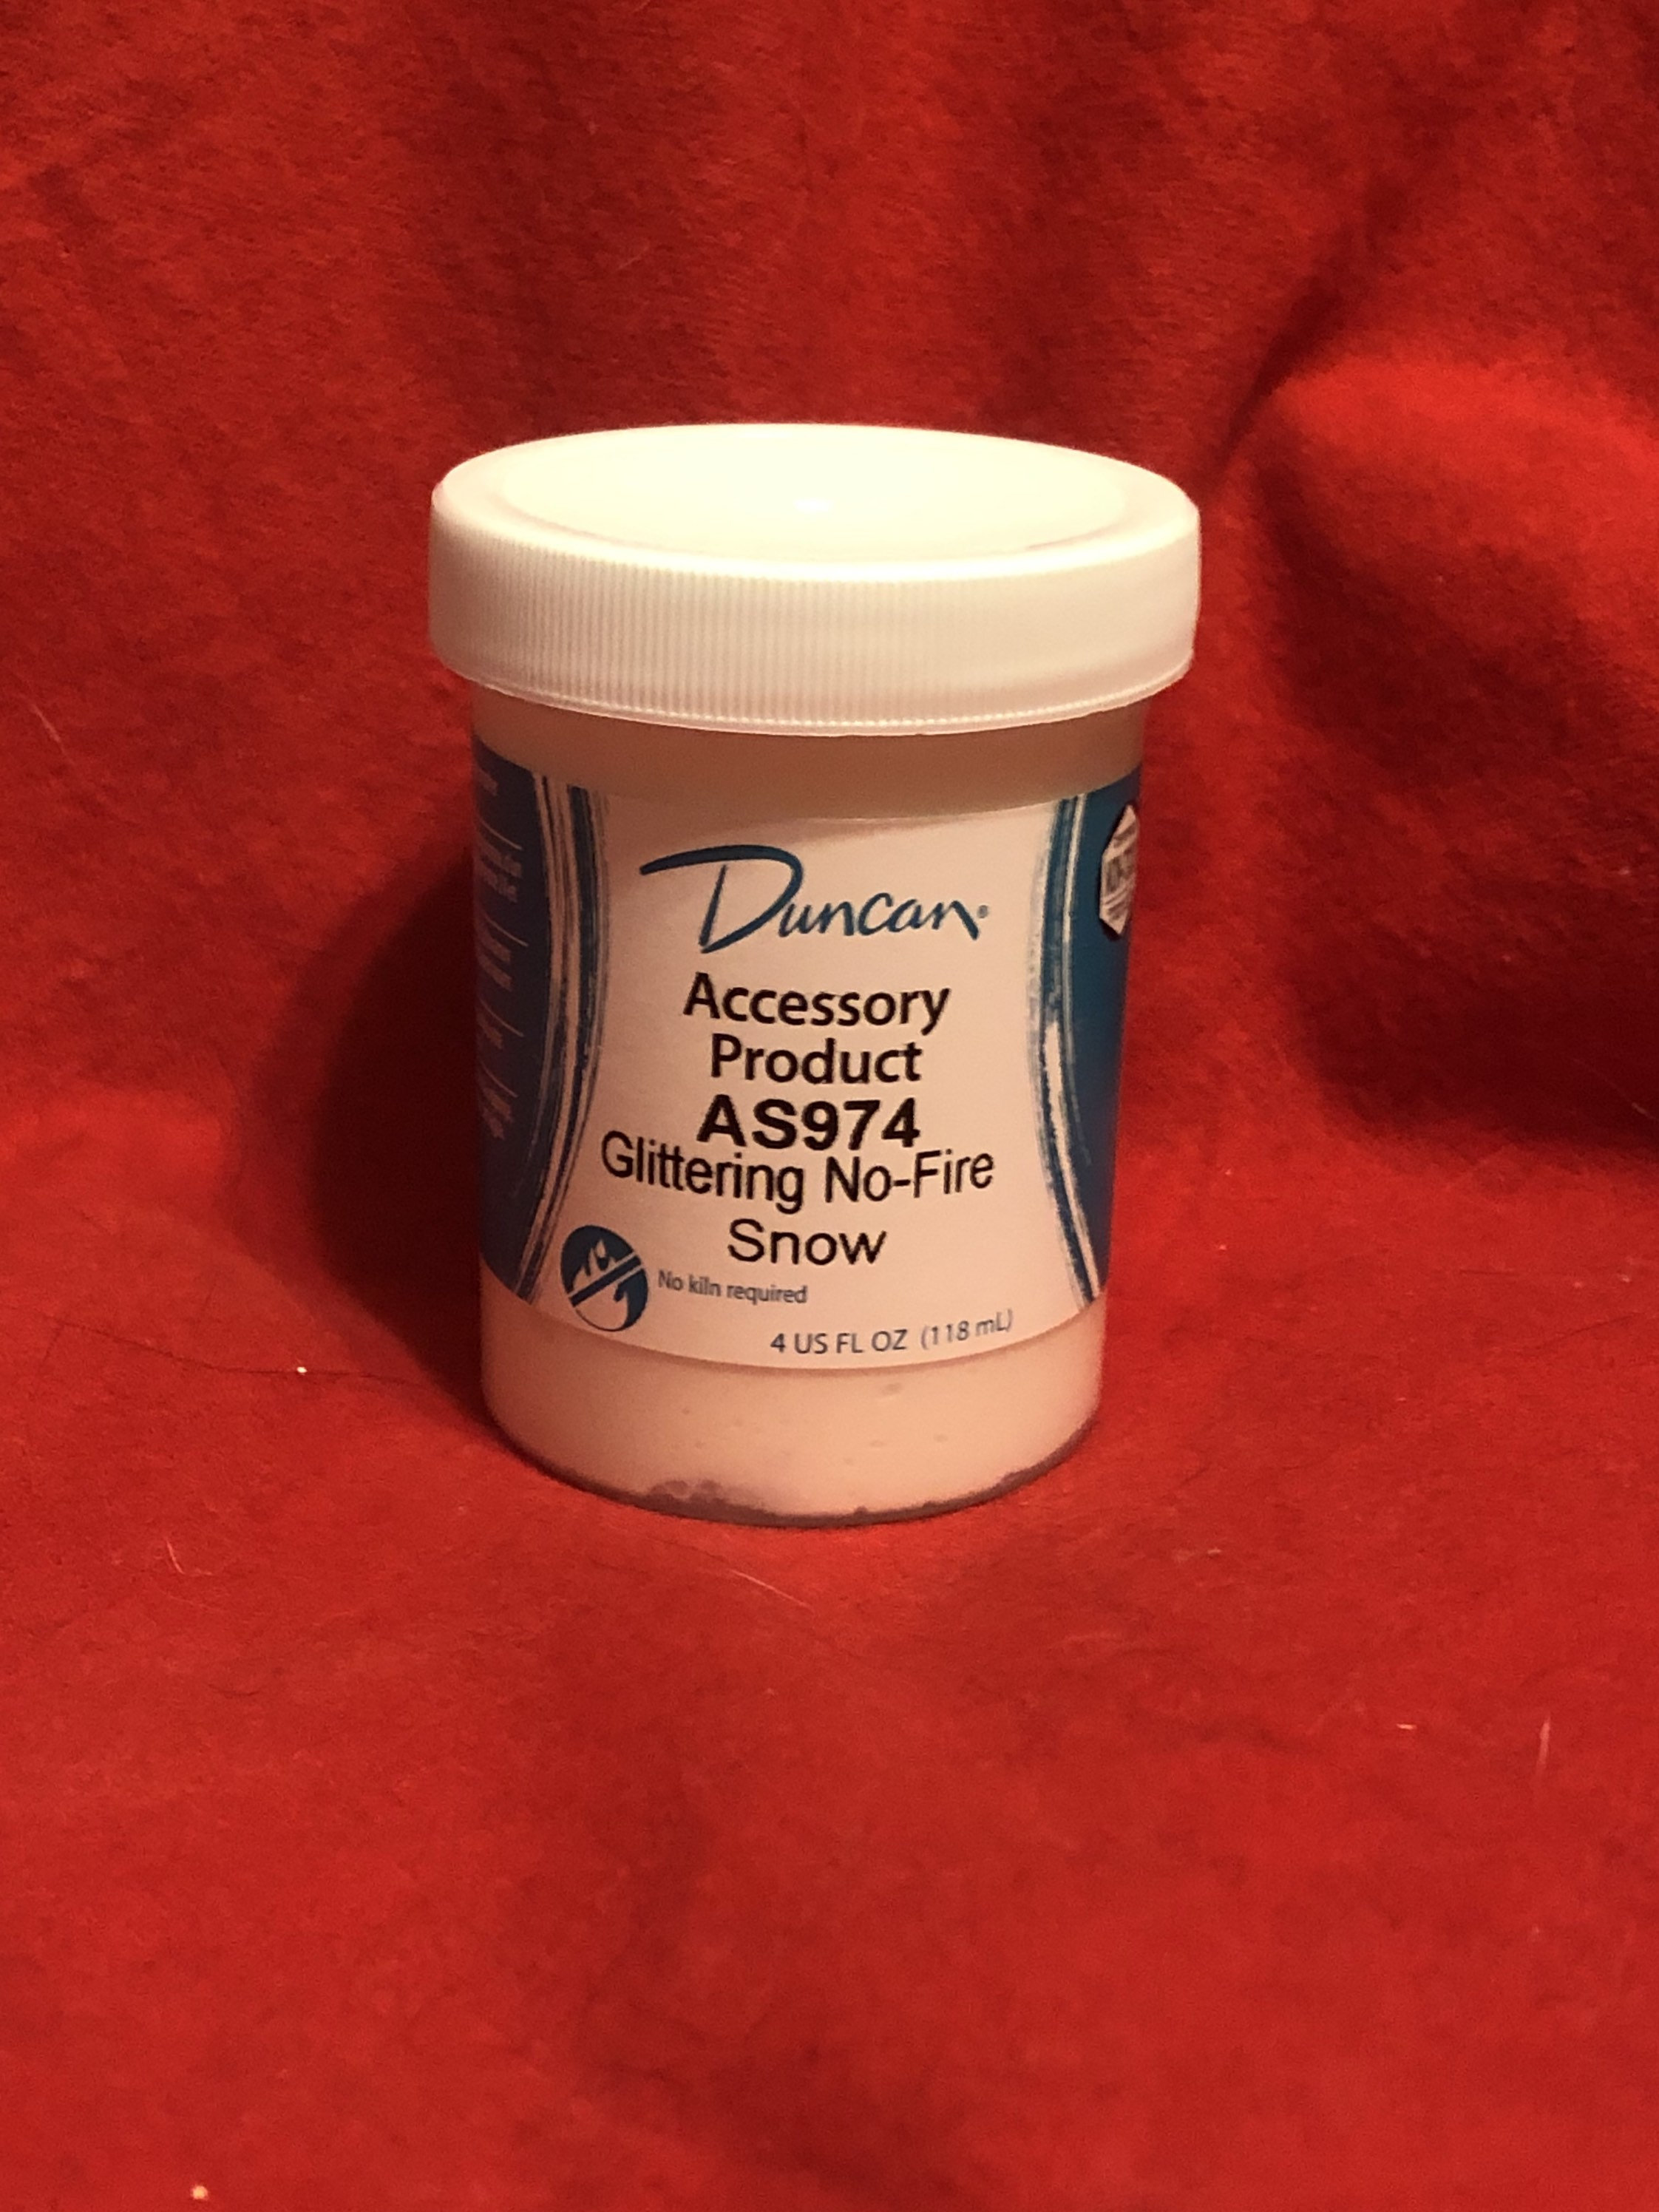 Duncan®
Accessory
Product
AS974
Glittering No-Fire
Snow
No kiln required
4 US FL OZ (118 mL)